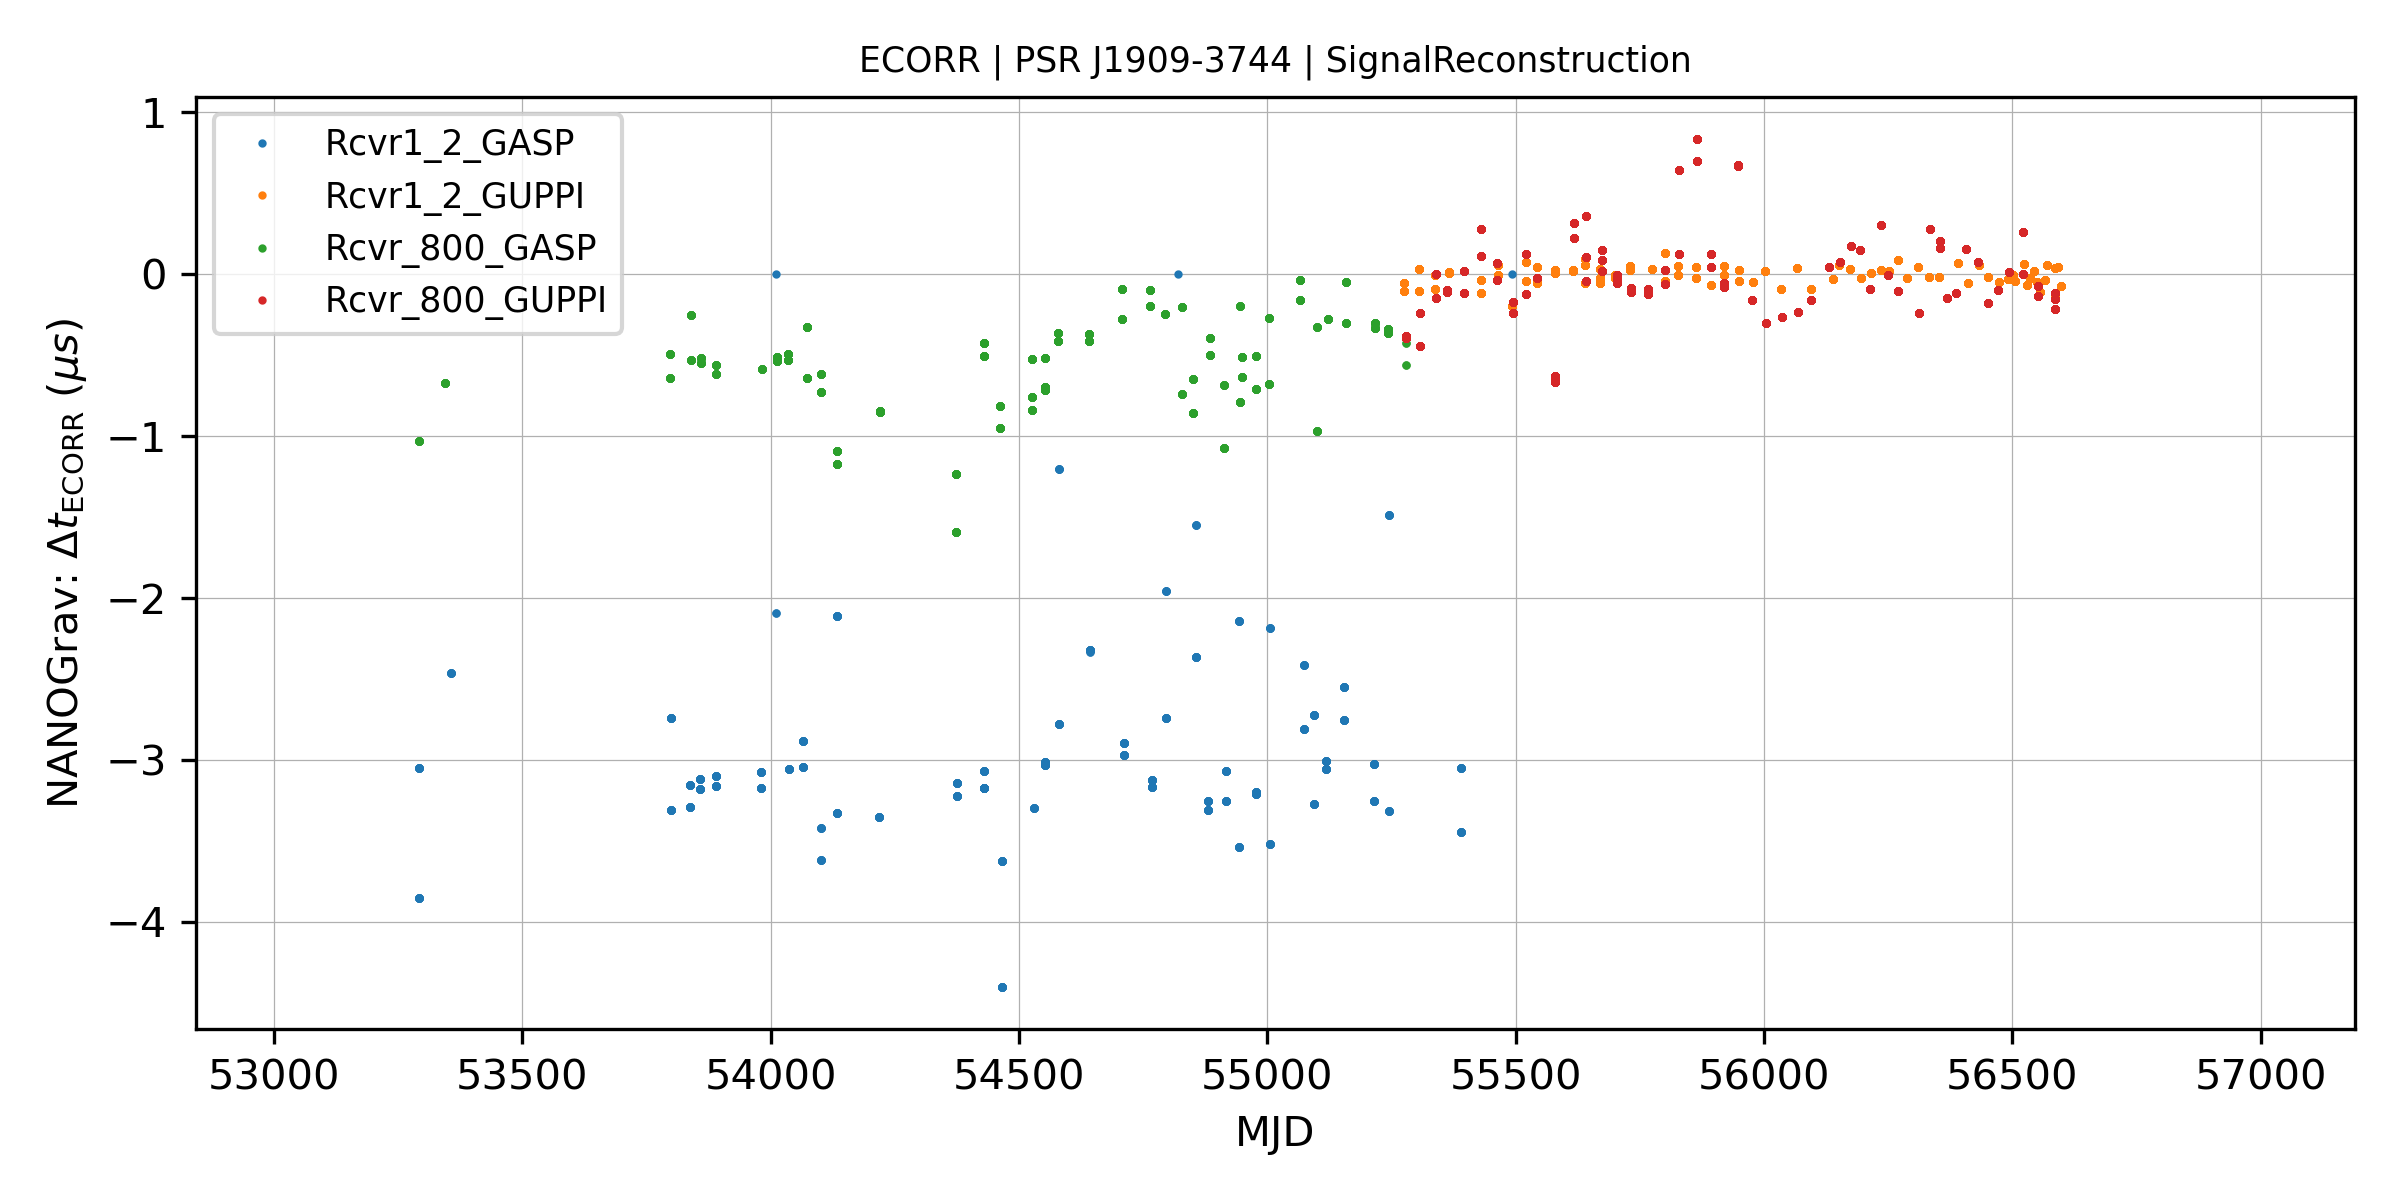 ECORR | PSR J1909-3744 | SignalReconstruction
NANOGrav: Δt_ECORR (μs)
1
0
−1
−2
−3
−4
Rcvr1_2_GASP
Rcvr1_2_GUPPI
Rcvr_800_GASP
Rcvr_800_GUPPI
53000 53500 54000 54500 55000 55500 56000 56500 57000
MJD